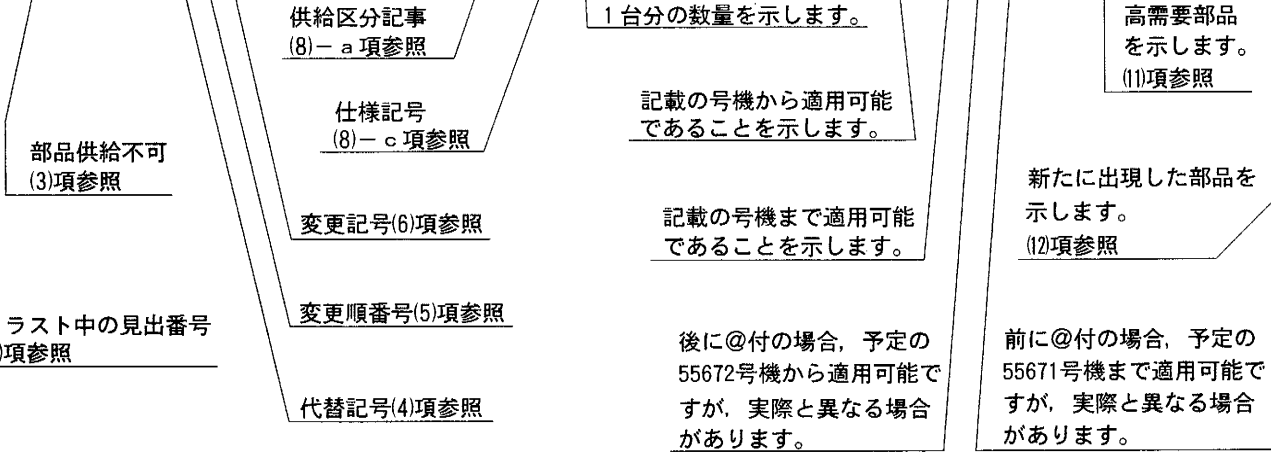 供給区分記事
(8)－ａ項参照
１台分の数量を示します。
高需要部品
を示します。
(11)項参照
仕様記号
(8)－ｃ項参照
記載の号機から適用可能
であることを示します。
部品供給不可
(3)項参照
新たに出現した部品を
示します。
(12)項参照
変更記号(6)項参照
記載の号機まで適用可能
であることを示します。
変更順番号(5)項参照
ラスト中の見出番号
)項参照
代替記号(4)項参照
後に@付の場合，予定の
55672号機から適用可能で
すが，実際と異なる場合
があります。
前に@付の場合，予定の
55671号機まで適用可能で
すが，実際と異なる場合
があります。